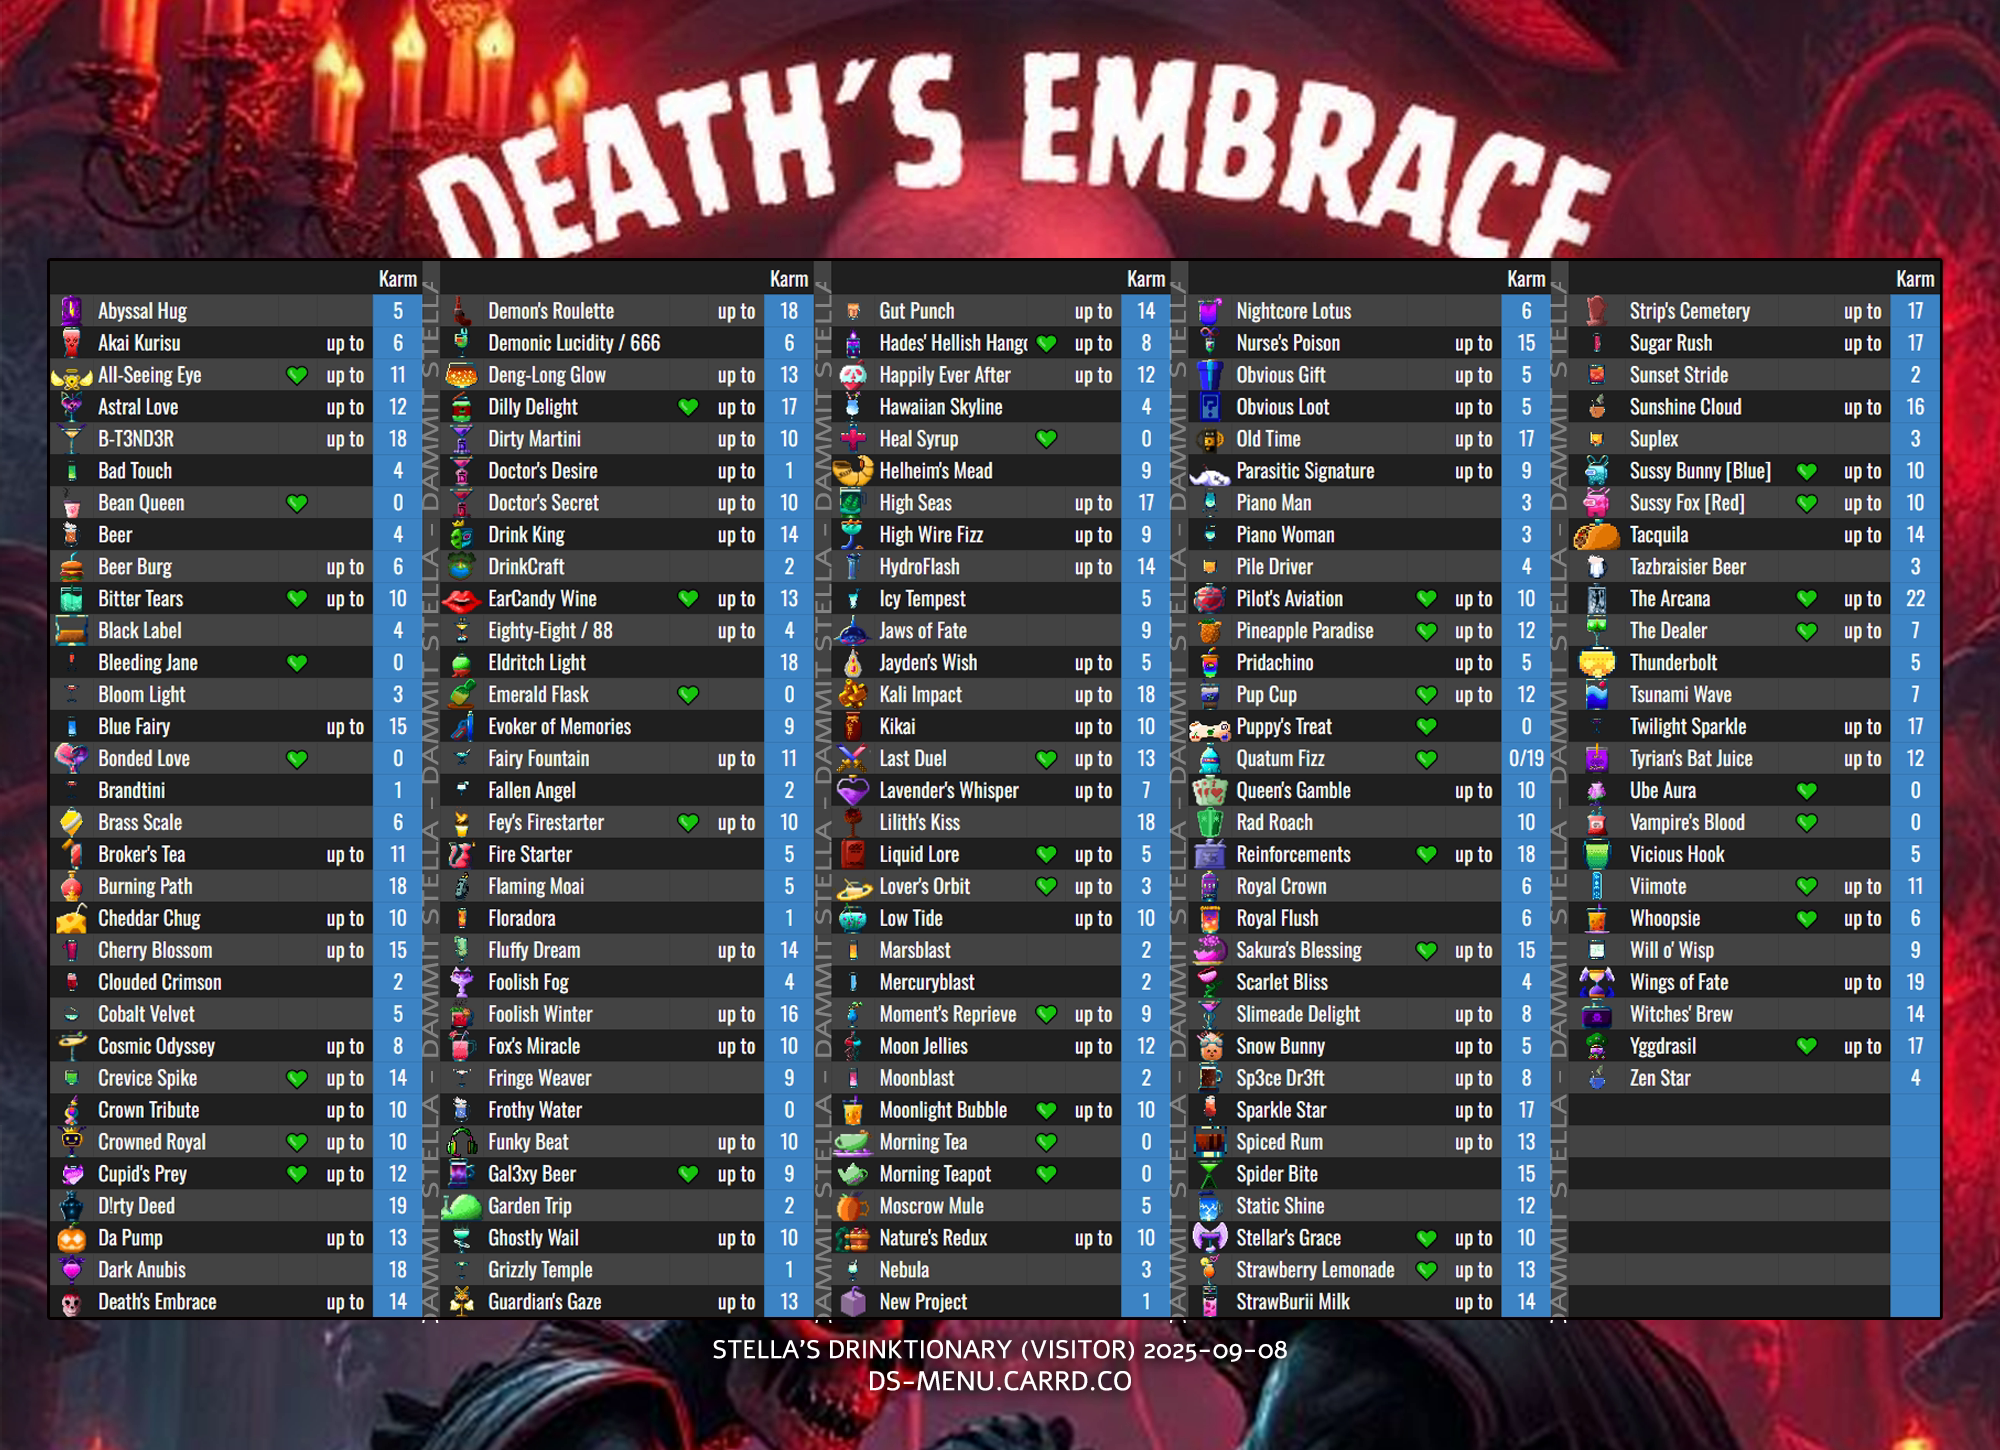 DEATH'S EMBRACE
Karm
Abyssal Hug 5
Akai Kurisu up to 6
All-Seeing Eye up to 11
Astral Love up to 12
B-T3ND3R up to 18
Bad Touch 4
Bean Queen 0
Beer 4
Beer Burg up to 6
Bitter Tears up to 10
Black Label 4
Bleeding Jane 0
Bloom Light 3
Blue Fairy up to 15
Bonded Love 0
Brandtini 1
Brass Scale 6
Broker's Tea up to 11
Burning Path 18
Cheddar Chug up to 10
Cherry Blossom up to 15
Clouded Crimson 2
Cobalt Velvet 5
Cosmic Odyssey up to 8
Crevice Spike up to 14
Crown Tribute up to 10
Crowned Royal up to 10
Cupid's Prey up to 12
D!rty Deed 19
Da Pump up to 13
Dark Anubis 18
Death's Embrace up to 14
Karm
Demon's Roulette up to 18
Demonic Lucidity / 666 6
Deng-Long Glow up to 13
Dilly Delight up to 17
Dirty Martini up to 10
Doctor's Desire up to 1
Doctor's Secret up to 10
Drink King up to 14
DrinkCraft 2
EarCandy Wine up to 13
Eighty-Eight / 88 up to 4
Eldritch Light 18
Emerald Flask 0
Evoker of Memories 9
Fairy Fountain up to 11
Fallen Angel 2
Fey's Firestarter up to 10
Fire Starter 5
Flaming Moai 5
Floradora 1
Fluffy Dream up to 14
Foolish Fog 4
Foolish Winter up to 16
Fox's Miracle up to 10
Fringe Weaver 9
Frothy Water 0
Funky Beat up to 10
Gal3xy Beer up to 9
Garden Trip 2
Ghostly Wail up to 10
Grizzly Temple 1
Guardian's Gaze up to 13
Karm
Gut Punch up to 14
Hades' Hellish Hang up to 8
Happily Ever After up to 12
Hawaiian Skyline 4
Heal Syrup 0
Helheim's Mead 9
High Seas up to 17
High Wire Fizz up to 9
HydroFlash up to 14
Icy Tempest 5
Jaws of Fate 9
Jayden's Wish up to 5
Kali Impact up to 18
Kikai up to 10
Last Duel up to 13
Lavender's Whisper up to 7
Lilith's Kiss 18
Liquid Lore up to 5
Lover's Orbit up to 3
Low Tide up to 10
Marsblast 2
Mercuryblast 2
Moment's Reprieve up to 9
Moon Jellies up to 12
Moonblast 2
Moonlight Bubble up to 10
Morning Tea 0
Morning Teapot 0
Moscrow Mule 5
Nature's Redux up to 10
Nebula 3
New Project 1
Karm
Nightcore Lotus 6
Nurse's Poison up to 15
Obvious Gift up to 5
Obvious Loot up to 5
Old Time up to 17
Parasitic Signature up to 9
Piano Man 3
Piano Woman 3
Pile Driver 4
Pilot's Aviation up to 10
Pineapple Paradise up to 12
Pridachino up to 5
Pup Cup up to 12
Puppy's Treat 0
Quatum Fizz 0/19
Queen's Gamble up to 10
Rad Roach 10
Reinforcements up to 18
Royal Crown 6
Royal Flush 6
Sakura's Blessing up to 15
Scarlet Bliss 4
Slimeade Delight up to 8
Snow Bunny up to 5
Sp3ce Dr3ft up to 8
Sparkle Star up to 17
Spiced Rum up to 13
Spider Bite 15
Static Shine 12
Stellar's Grace up to 10
Strawberry Lemonade up to 13
StrawBurii Milk up to 14
Karm
Strip's Cemetery up to 17
Sugar Rush up to 17
Sunset Stride 2
Sunshine Cloud up to 16
Suplex 3
Sussy Bunny [Blue] up to 10
Sussy Fox [Red] up to 10
Tacquila up to 14
Tazbraisier Beer 3
The Arcana up to 22
The Dealer up to 7
Thunderbolt 5
Tsunami Wave 7
Twilight Sparkle up to 17
Tyrian's Bat Juice up to 12
Ube Aura 0
Vampire's Blood 0
Vicious Hook 5
Viimote up to 11
Whoopsie up to 6
Will o' Wisp 9
Wings of Fate up to 19
Witches' Brew 14
Yggdrasil up to 17
Zen Star 4
STELLA'S DRINKTIONARY (VISITOR) 2025-09-08
DS-MENU.CARRD.CO